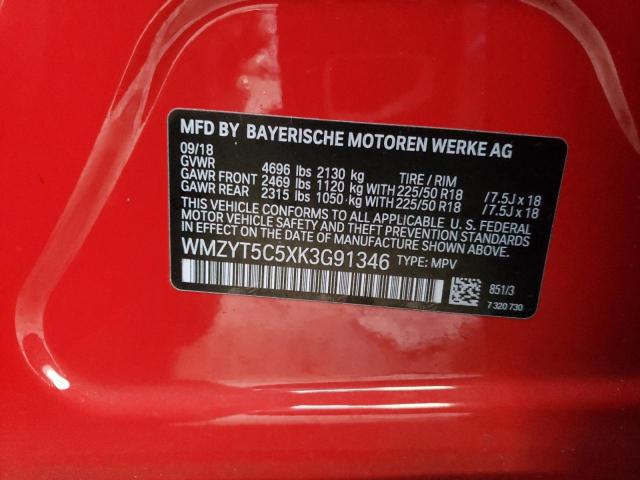 MFD BY BAYERISCHE MOTOREN WERKE AG
09/18
GVWR 4696 lbs 2130 kg TIRE / RIM
GAWR FRONT 2469 lbs 1120 kg WITH 225/50 R18 /7.5J x 18
GAWR REAR 2315 lbs 1050 kg WITH 225/50 R18 /7.5J x 18
THIS VEHICLE CONFORMS TO ALL APPLICABLE U.S. FEDERAL
MOTOR VEHICLE SAFETY, BUMPER, AND THEFT PREVENTION STANDARDS
IN EFFECT ON THE DATE OF MANUFACTURE SHOWN ABOVE.
WMZYT5C5XK3G91346 TYPE: MPV
851/3
7 320 730